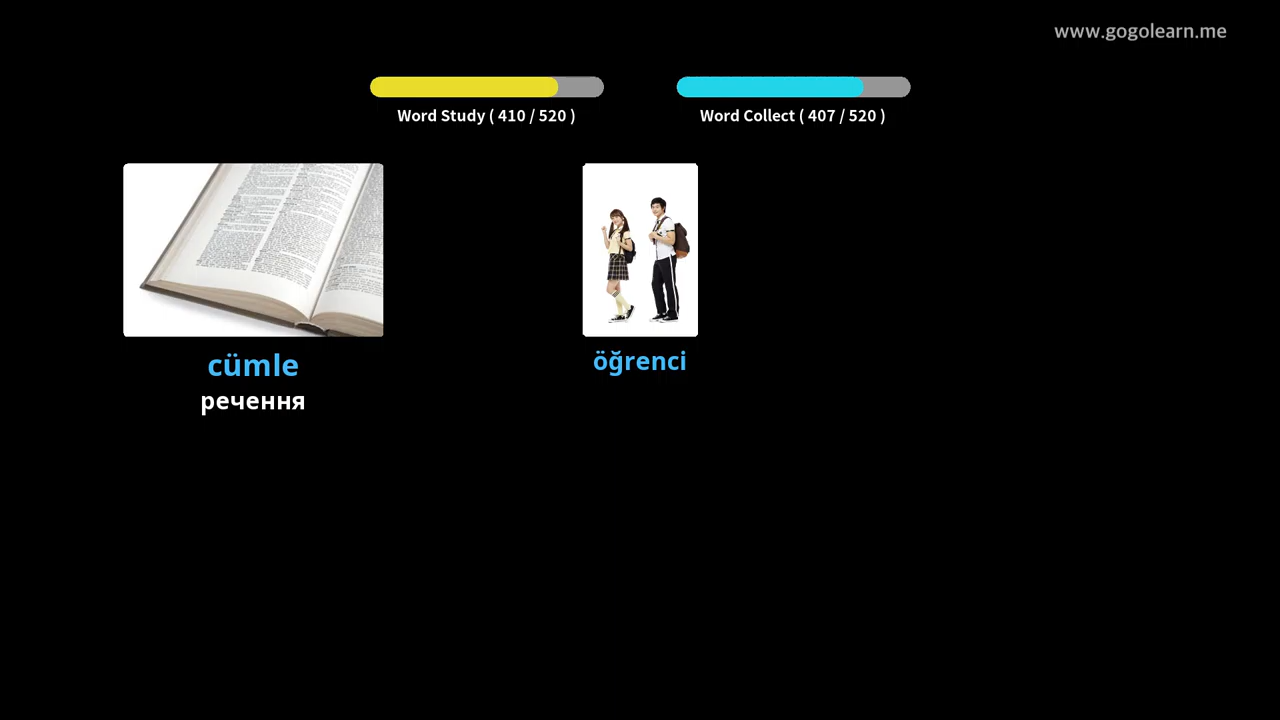 www.gogolearn.me
Word Study ( 410 / 520 )
Word Collect ( 407 / 520 )
cümle
речення
öğrenci